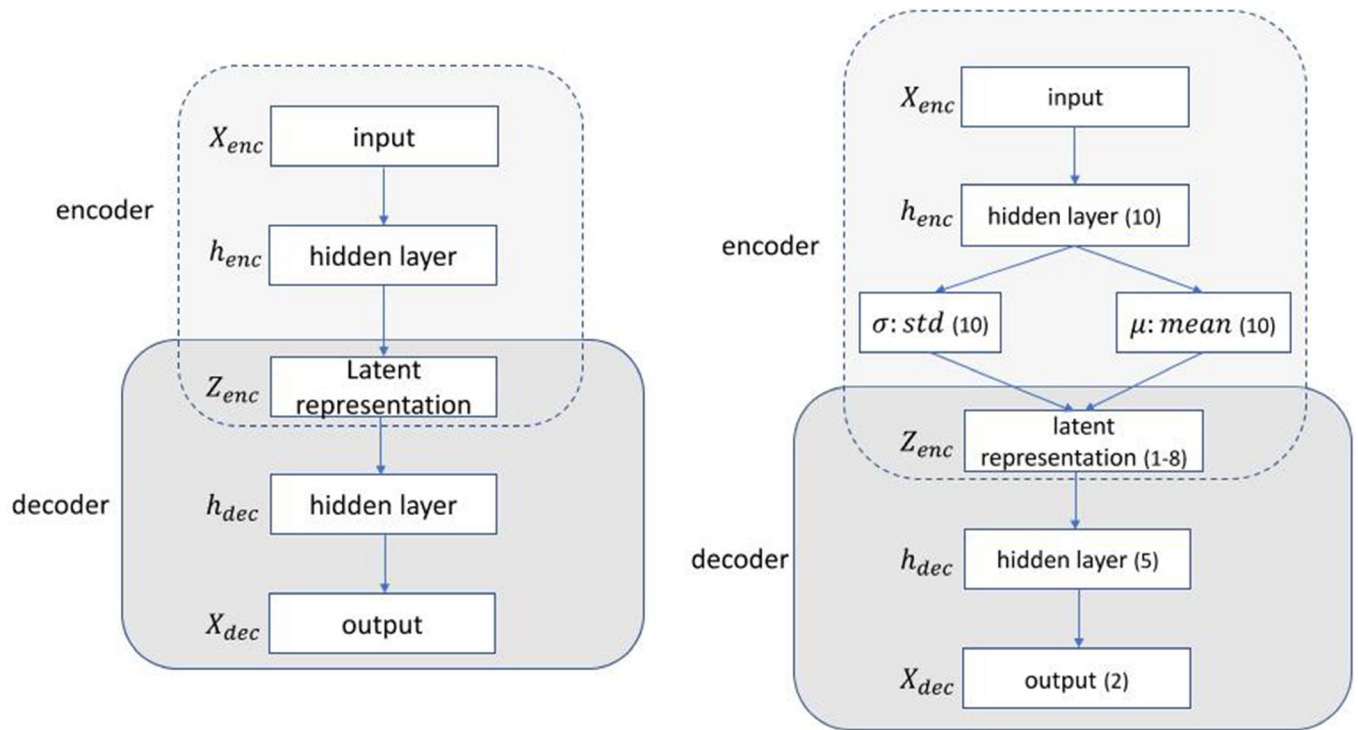 X_enc
input
encoder
h_enc
hidden layer
Z_enc
Latent
representation
decoder
h_dec
hidden layer
X_dec
output
X_enc
input
h_enc
hidden layer (10)
encoder
σ: std (10)
μ: mean (10)
Z_enc
latent
representation (1-8)
decoder
h_dec
hidden layer (5)
X_dec
output (2)